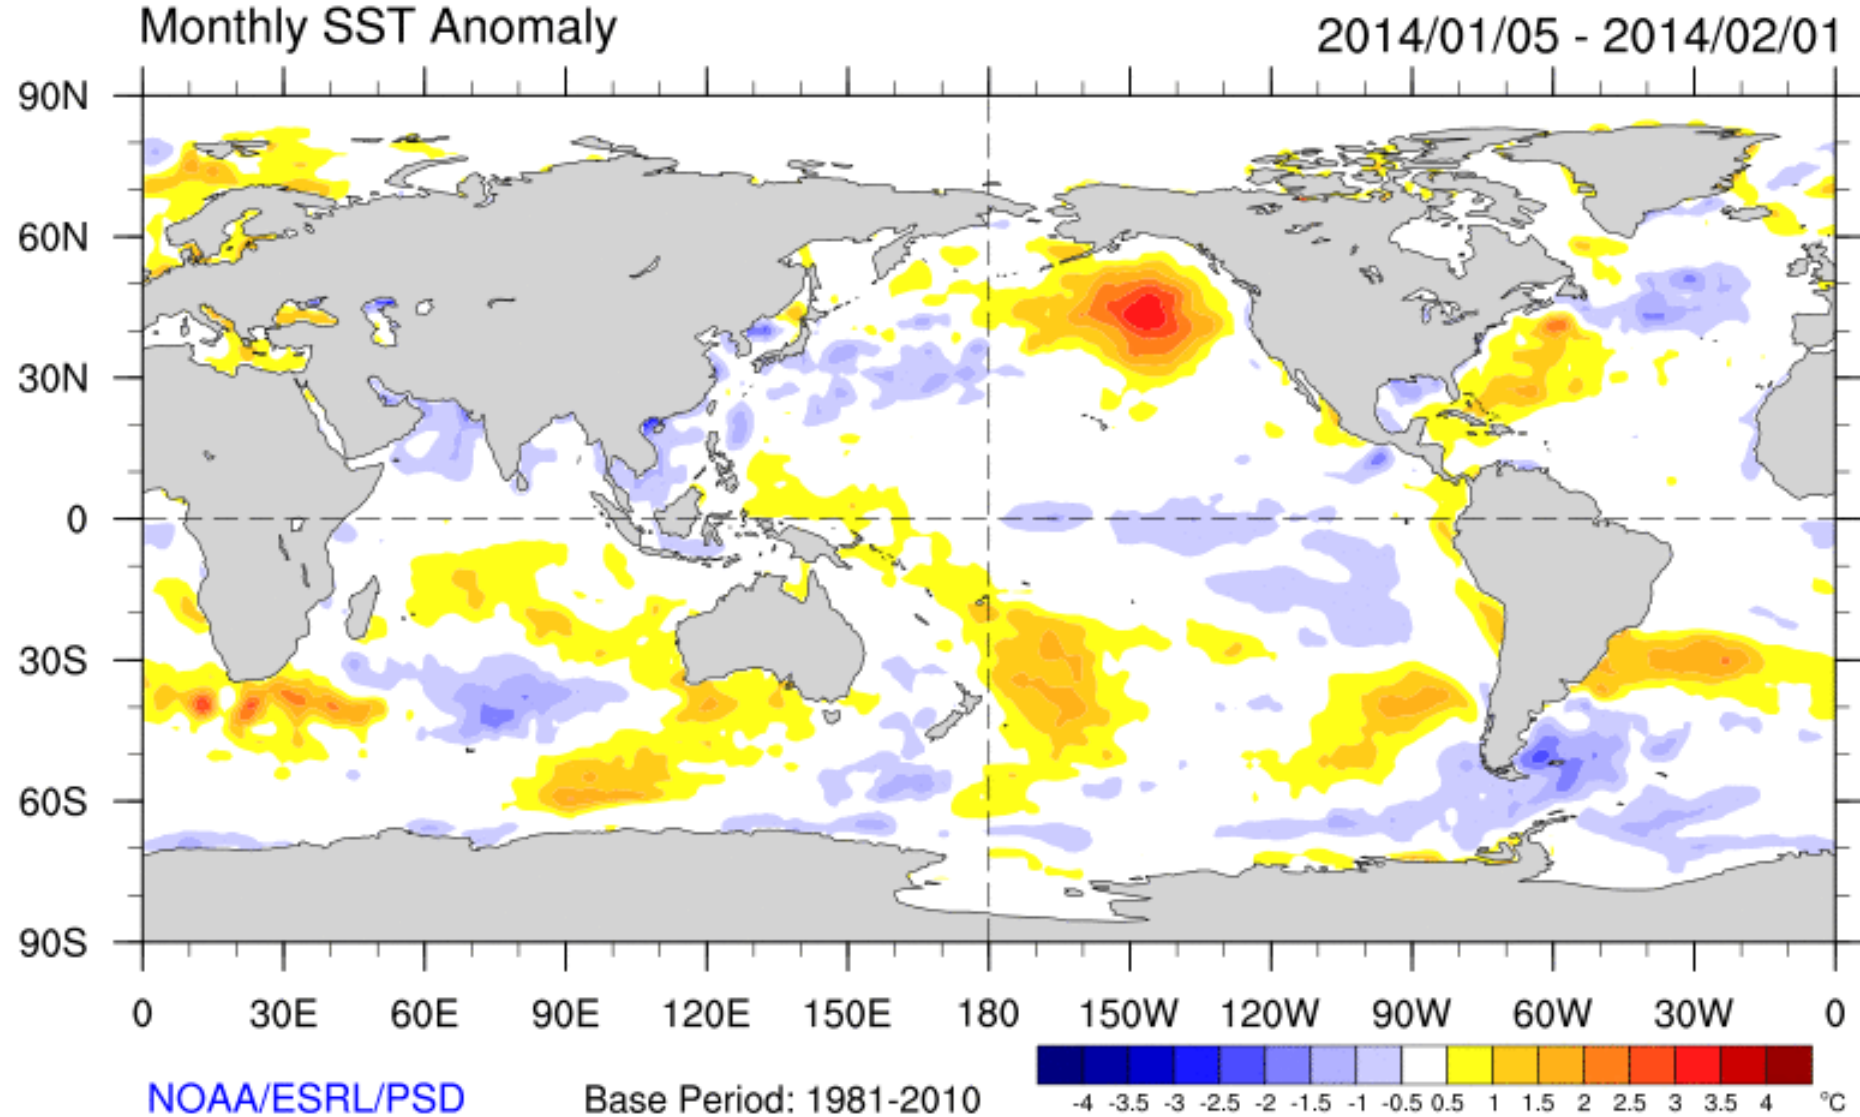 Monthly SST Anomaly 2014/01/05 - 2014/02/01
90N
60N
30N
0
30S
60S
90S
0 30E 60E 90E 120E 150E 180 150W 120W 90W 60W 30W 0
NOAA/ESRL/PSD Base Period: 1981-2010
-4 -3.5 -3 -2.5 -2 -1.5 -1 -0.5 0.5 1 1.5 2 2.5 3 3.5 4 °C